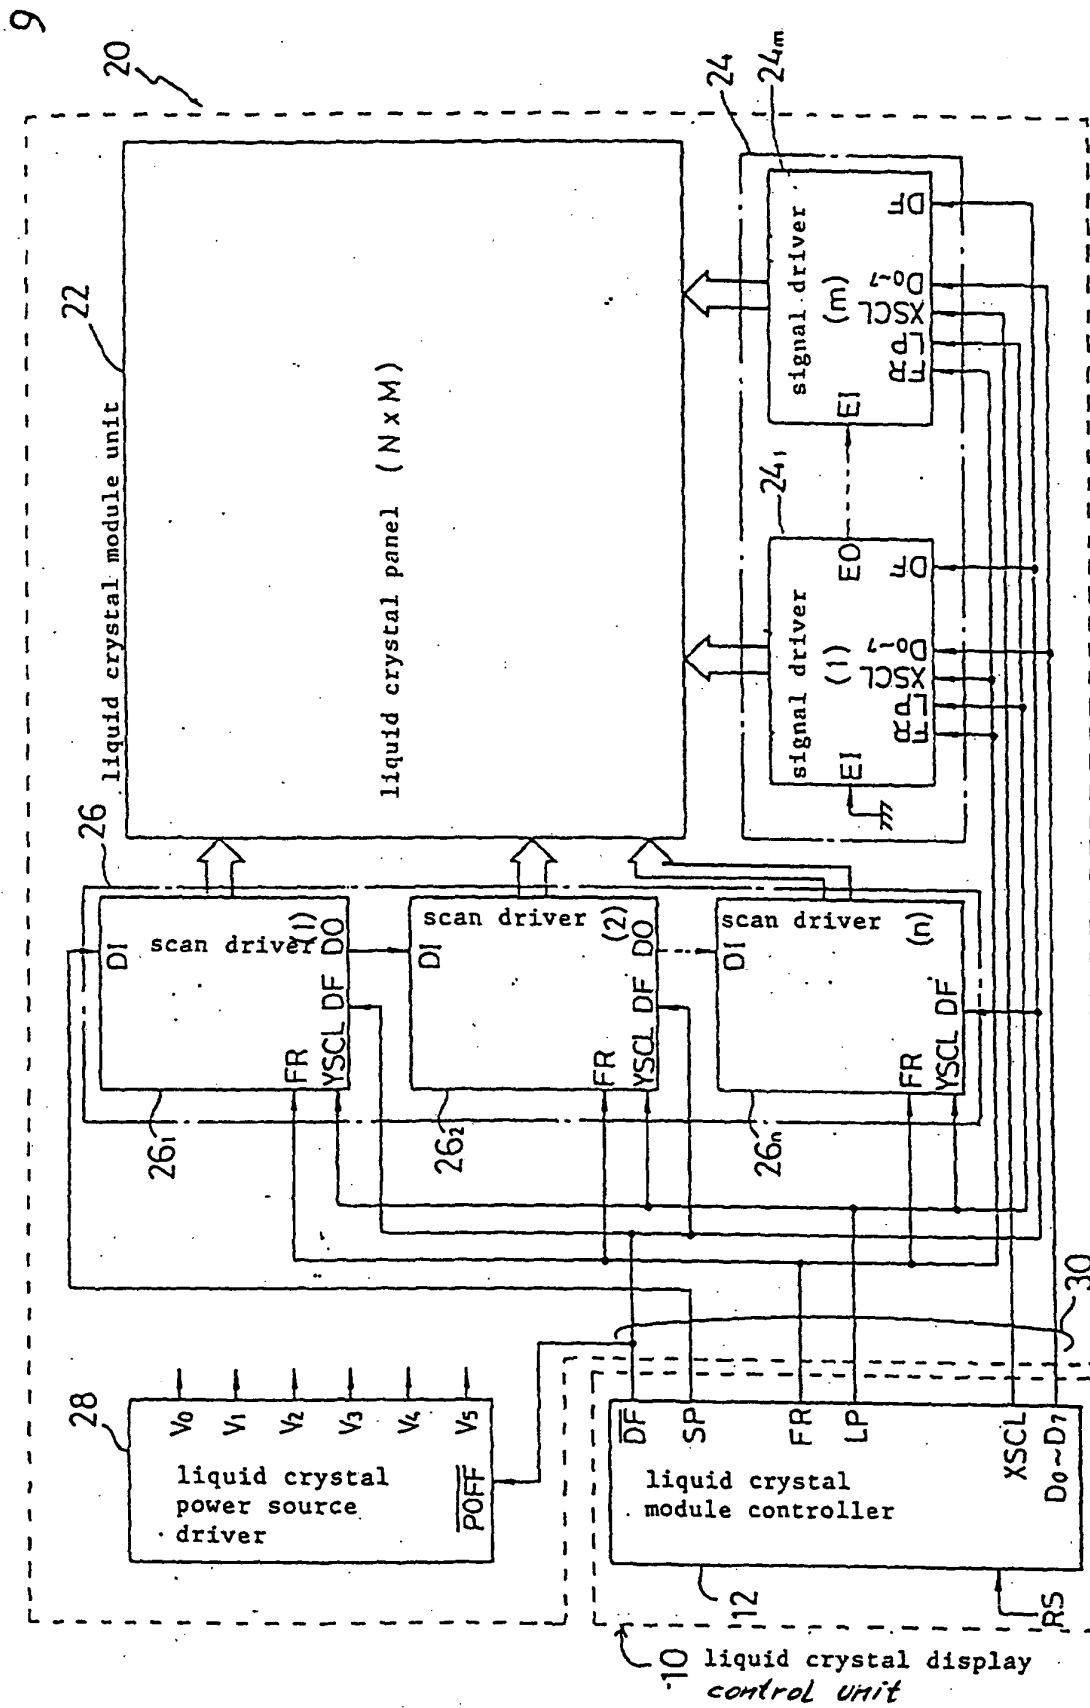 9
20
22
liquid crystal module unit
liquid crystal panel (N x M)
26
scan driver
(1)
DI
DO
FR
YSCL
DF
26₁
scan driver
(2)
DI
DO
FR
YSCL
DF
26₂
scan driver
(n)
DI
FR
YSCL
DF
26n
24
24₁
signal driver
(1)
EI
EO
FR
LP
XSCL
D0~7
DF
24m
signal driver
(m)
EI
FR
LP
XSCL
D0~7
DF
28
liquid crystal
power source
driver
V0
V1
V2
V3
V4
V5
P̅O̅F̅F̅
30
12
liquid crystal
module controller
D̅F̅
SP
FR
LP
XSCL
D0~D7
RS
10 liquid crystal display
control unit